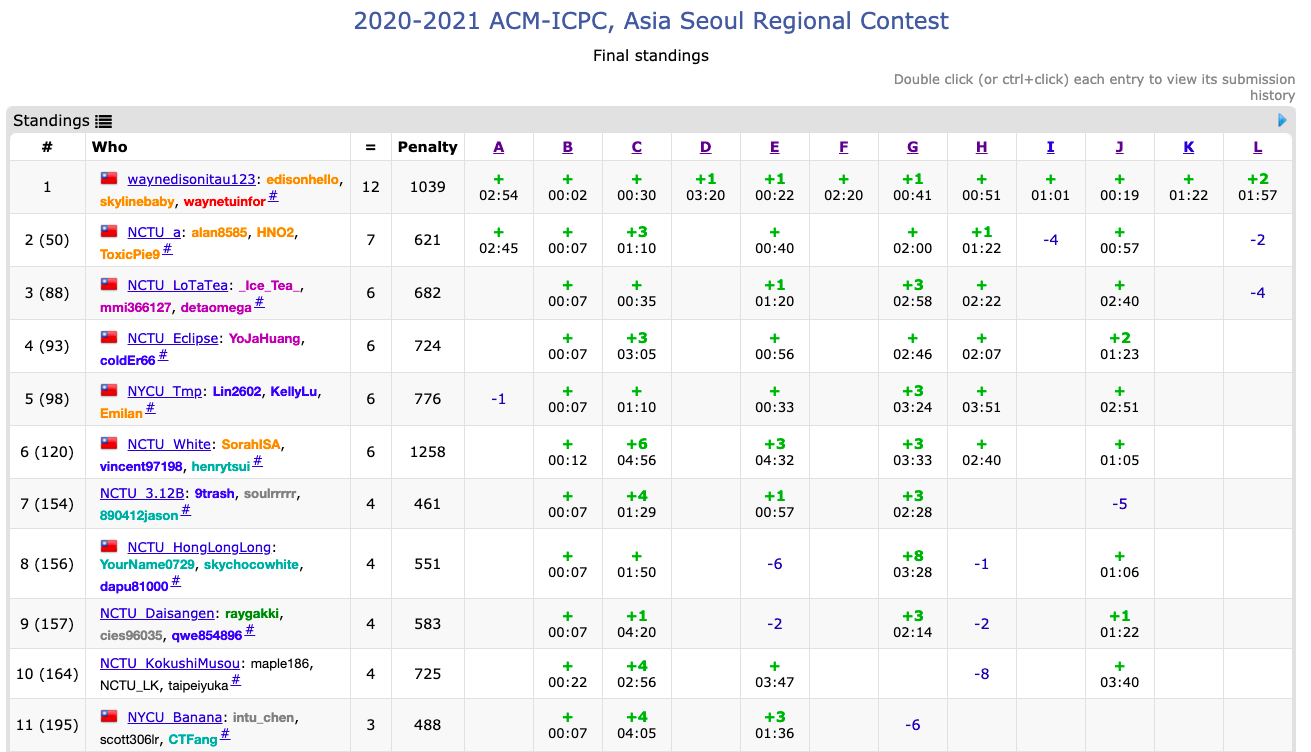 2020-2021 ACM-ICPC, Asia Seoul Regional Contest
Final standings
Double click (or ctrl+click) each entry to view its submission
history
Standings
# Who = Penalty A B C D E F G H I J K L
1 waynedisonitau123: edisonhello, skylinebaby, waynetuinfor # 12 1039 + 02:54 + 00:02 + 00:30 +1 03:20 +1 00:22 + 02:20 +1 00:41 + 00:51 + 01:01 + 00:19 + 01:22 +2 01:57
2 (50) NCTU_a: alan8585, HNO2, ToxicPie9 # 7 621 + 02:45 + 00:07 +3 01:10 + 00:40 + 02:00 +1 01:22 -4 + 00:57 -2
3 (88) NCTU_LoTaTea: _Ice_Tea_, mmi366127, detaomega # 6 682 + 00:07 + 00:35 +1 01:20 +3 02:58 + 02:22 + 02:40 -4
4 (93) NCTU_Eclipse: YoJaHuang, coldEr66 # 6 724 + 00:07 +3 03:05 + 00:56 + 02:46 + 02:07 +2 01:23
5 (98) NYCU_Tmp: Lin2602, KellyLu, Emilan # 6 776 -1 + 00:07 + 01:10 + 00:33 +3 03:24 + 03:51 + 02:51
6 (120) NCTU_White: SorahISA, vincent97198, henrytsui # 6 1258 + 00:12 +6 04:56 +3 04:32 +3 03:33 + 02:40 + 01:05
7 (154) NCTU_3.12B: 9trash, soulrrrrr, 890412jason # 4 461 + 00:07 +4 01:29 +1 00:57 +3 02:28 -5
8 (156) NCTU_HongLongLong: YourName0729, skychocowhite, dapu81000 # 4 551 + 00:07 + 01:50 -6 +8 03:28 -1 + 01:06
9 (157) NCTU_Daisangen: raygakki, cies96035, qwe854896 # 4 583 + 00:07 +1 04:20 -2 +3 02:14 -2 +1 01:22
10 (164) NCTU_KokushiMusou: maple186, NCTU_LK, taipeiyuka # 4 725 + 00:22 +4 02:56 + 03:47 -8 + 03:40
11 (195) NYCU_Banana: intu_chen, scott306lr, CTFang # 3 488 + 00:07 +4 04:05 +3 01:36 -6